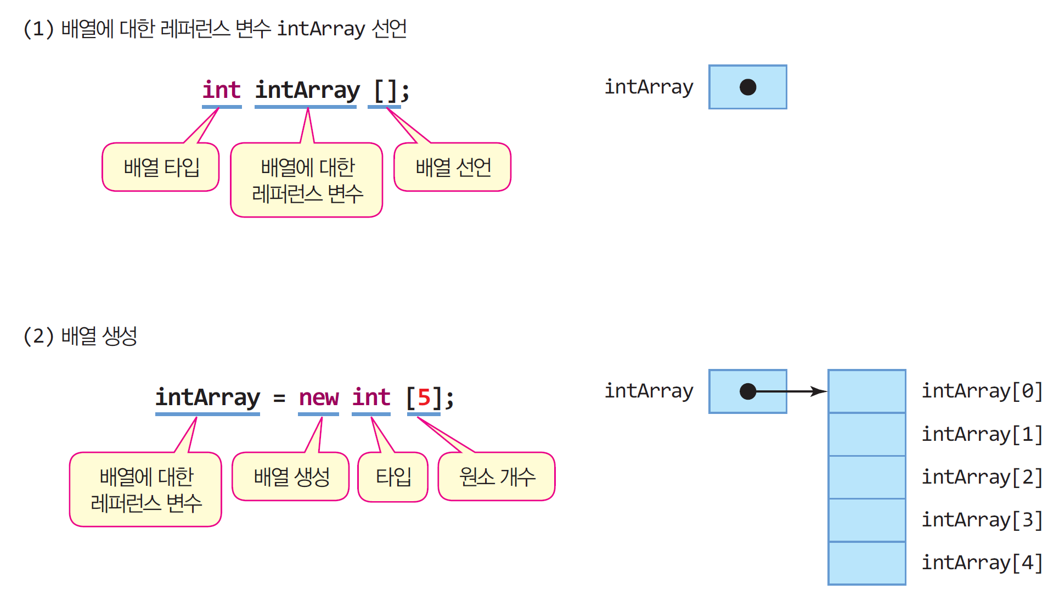 (1) 배열에 대한 레퍼런스 변수 intArray 선언
int intArray [];
배열 타입
배열에 대한
레퍼런스 변수
배열 선언
intArray
(2) 배열 생성
intArray = new int [5];
배열에 대한
레퍼런스 변수
배열 생성
타입
원소 개수
intArray
intArray[0]
intArray[1]
intArray[2]
intArray[3]
intArray[4]